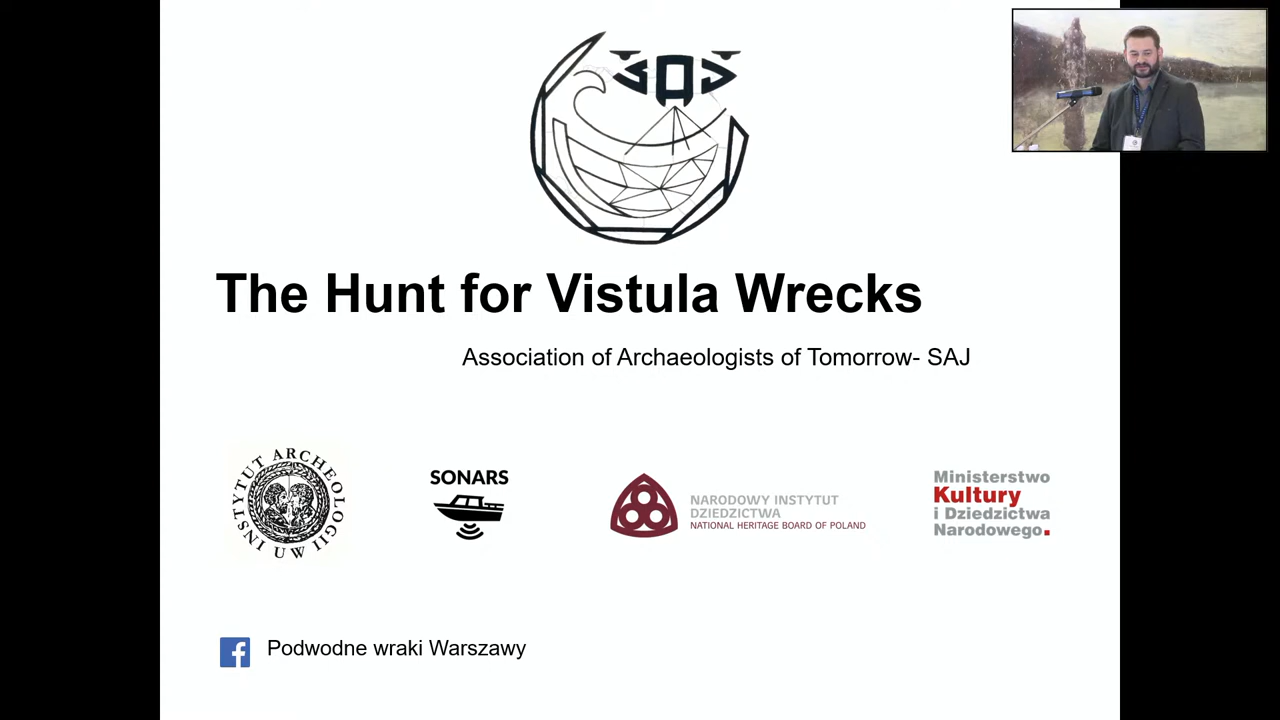 SAJ
The Hunt for Vistula Wrecks
Association of Archaeologists of Tomorrow- SAJ
INSTYTUT ARCHEOLOGII UW
SONARS
NARODOWY INSTYTUT
DZIEDZICTWA
NATIONAL HERITAGE BOARD OF POLAND
Ministerstwo
Kultury
i Dziedzictwa
Narodowego.
Podwodne wraki Warszawy